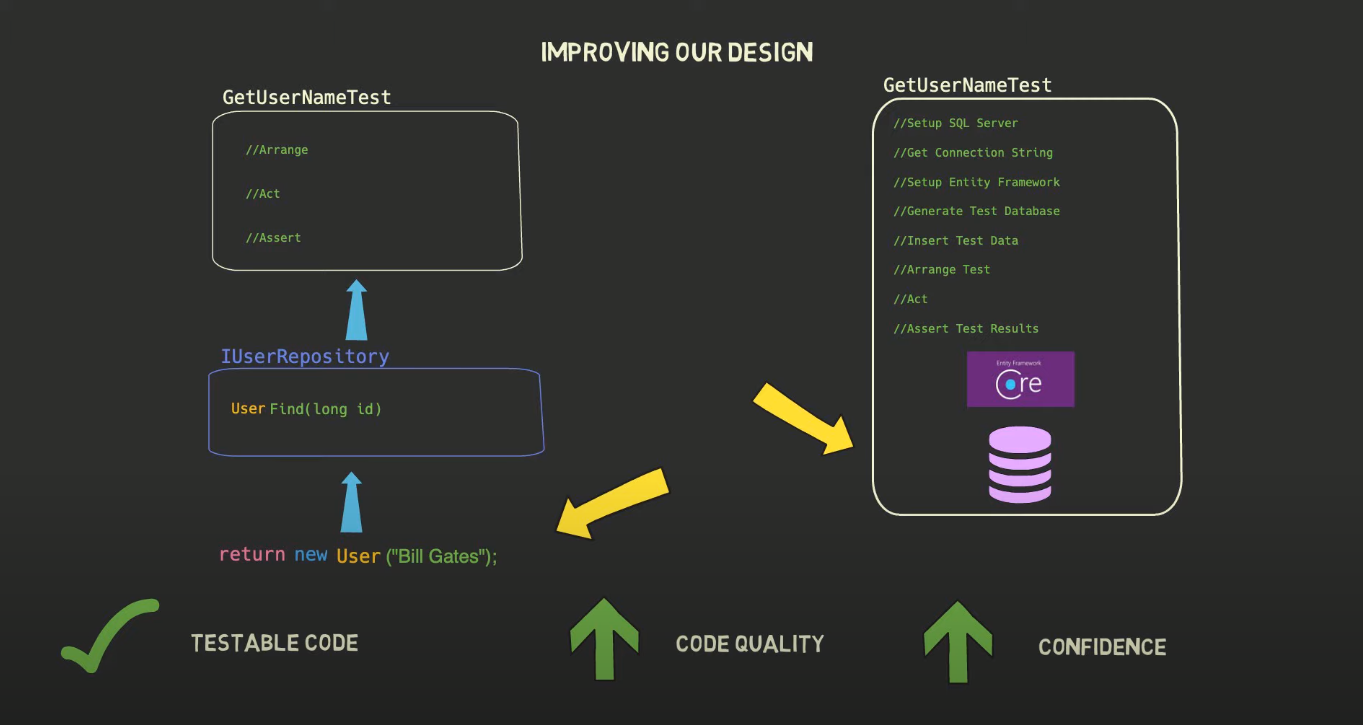 IMPROVING OUR DESIGN
GetUserNameTest
//Arrange
//Act
//Assert
IUserRepository
User Find(long id)
return new User ("Bill Gates");
GetUserNameTest
//Setup SQL Server
//Get Connection String
//Setup Entity Framework
//Generate Test Database
//Insert Test Data
//Arrange Test
//Act
//Assert Test Results
Entity Framework
Core
TESTABLE CODE
CODE QUALITY
CONFIDENCE